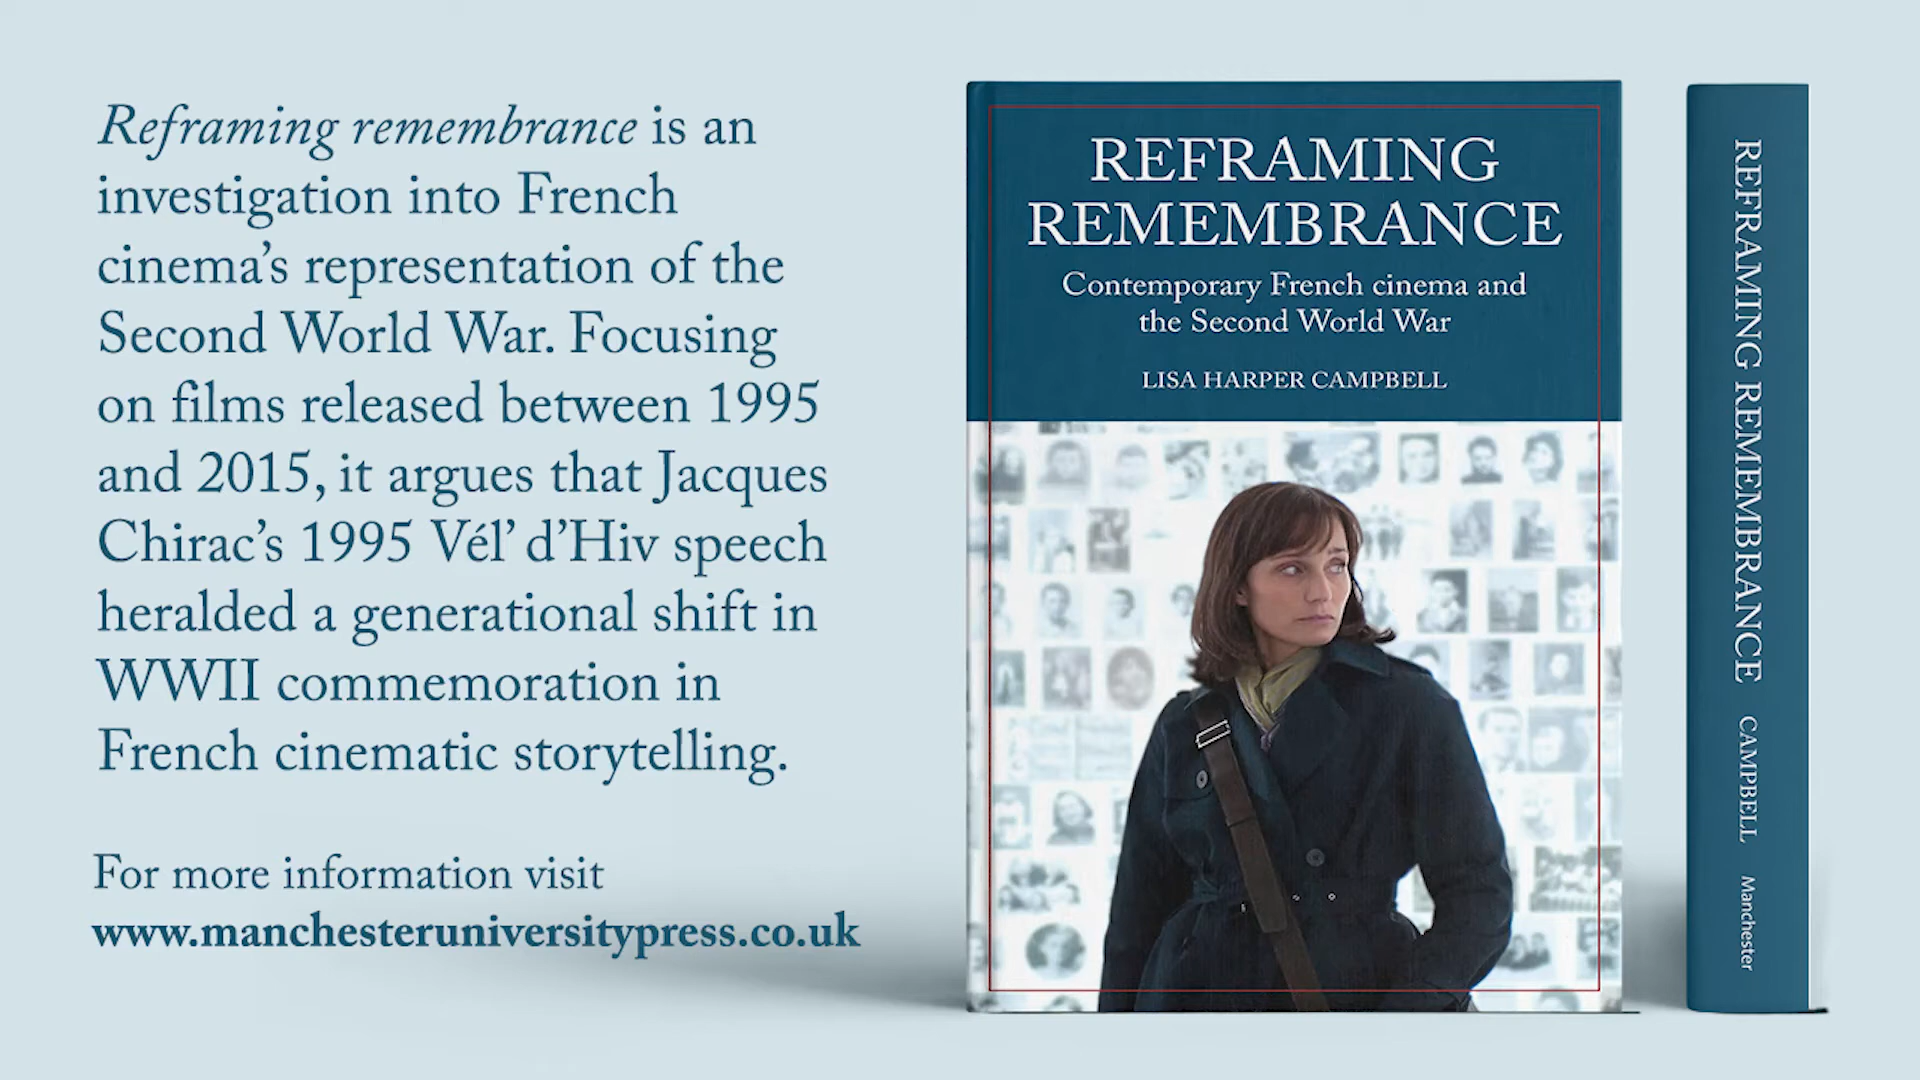 Reframing remembrance is an
investigation into French
cinema’s representation of the
Second World War. Focusing
on films released between 1995
and 2015, it argues that Jacques
Chirac’s 1995 Vél’ d’Hiv speech
heralded a generational shift in
WWII commemoration in
French cinematic storytelling.
For more information visit
www.manchesteruniversitypress.co.uk
REFRAMING
REMEMBRANCE
Contemporary French cinema and
the Second World War
LISA HARPER CAMPBELL
REFRAMING REMEMBRANCE CAMPBELL Manchester